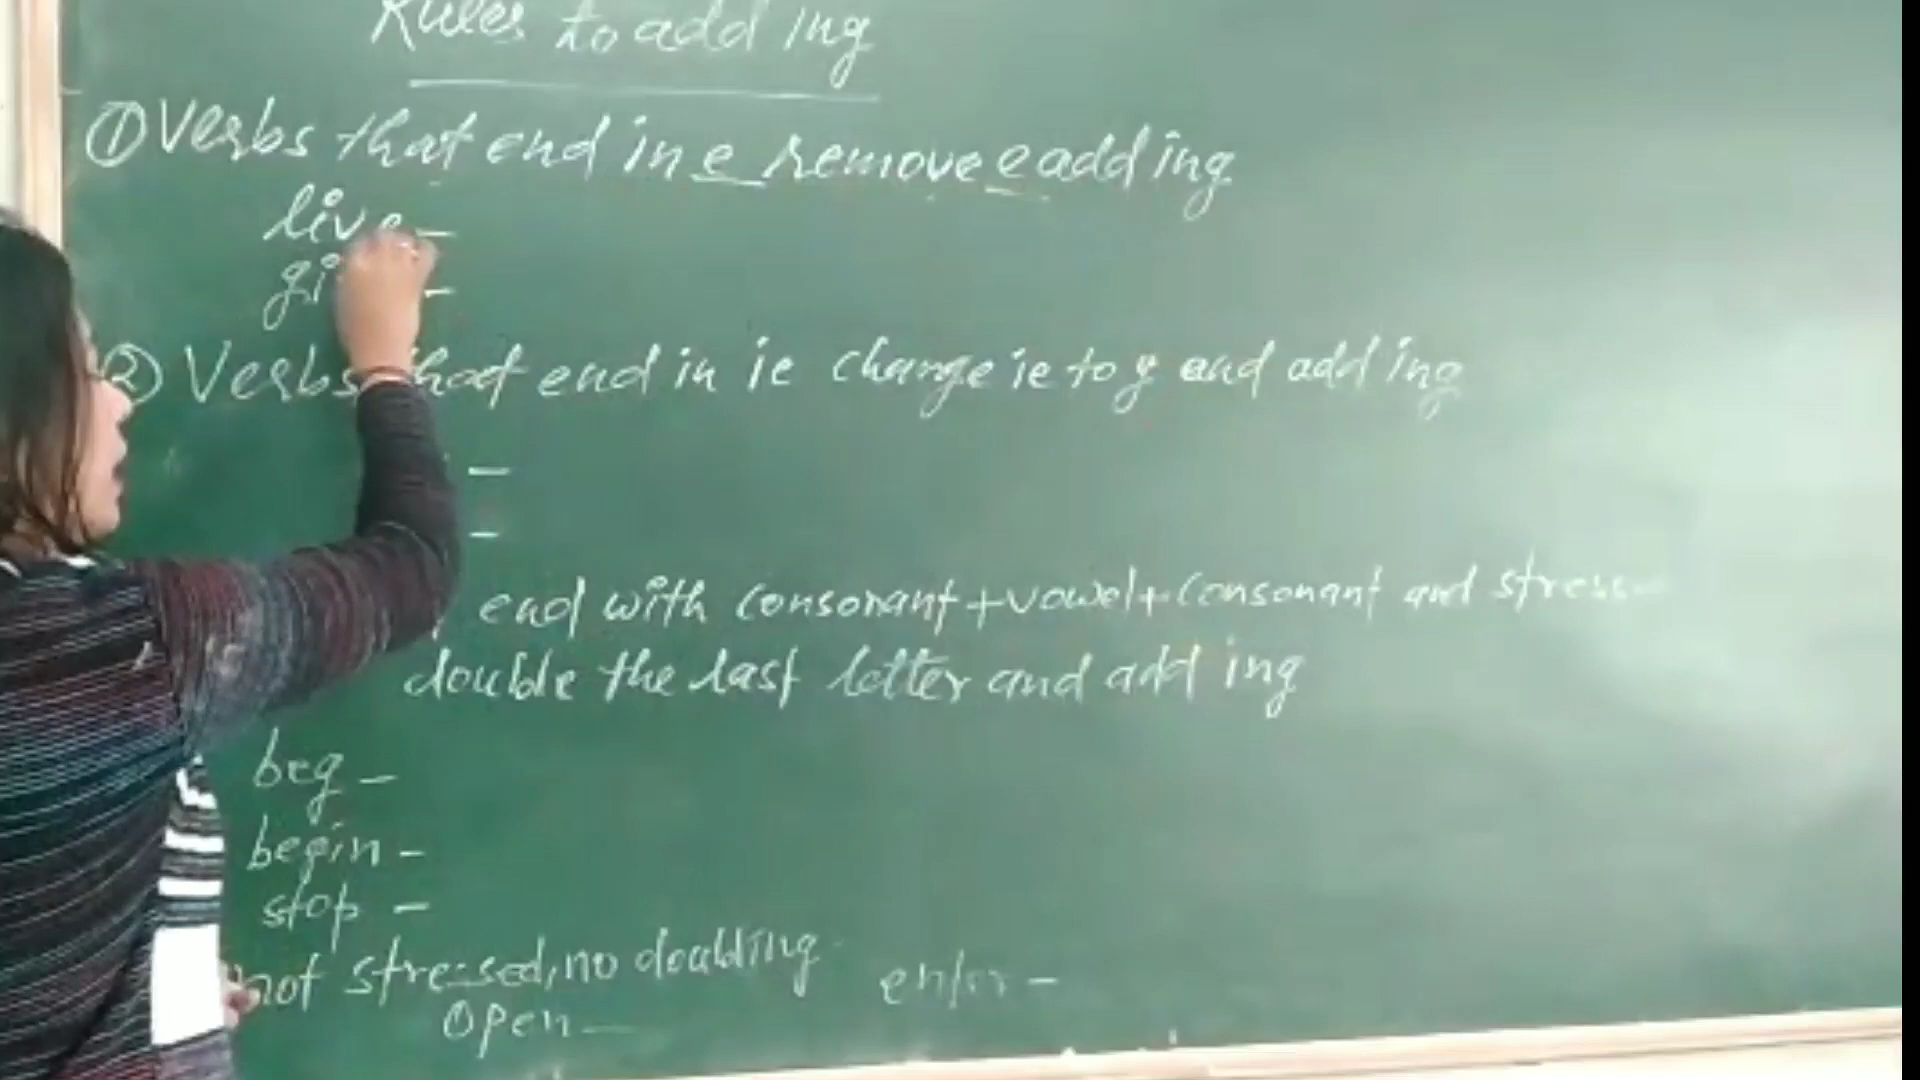 Rules to add ing
① Verbs that end in e remove e add ing
live -
gi -
② Verbs that end in ie change ie to y and add ing
-
-
end with consonant + vowel + consonant and stress
double the last letter and add ing
beg -
begin -
stop -
not stressed, no doubling
enter -
open -